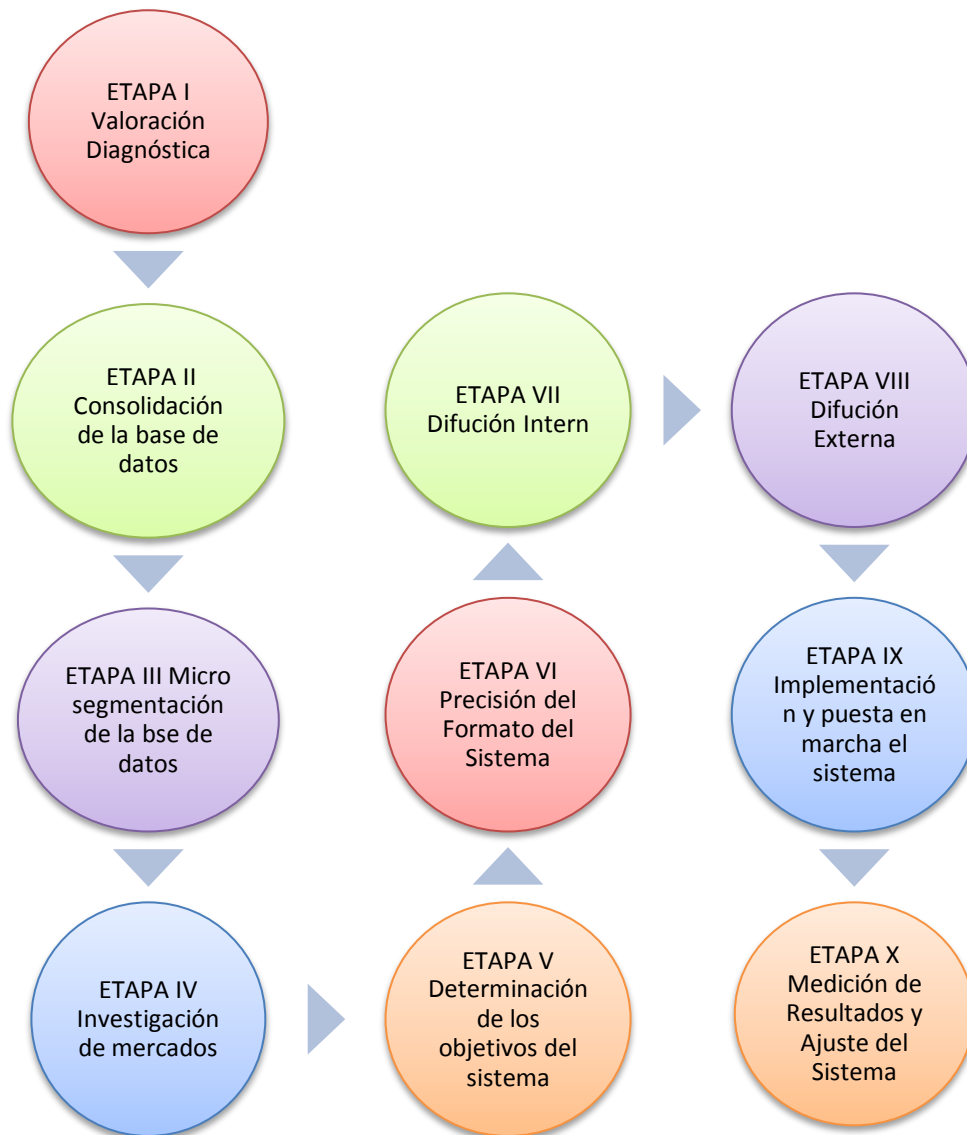 ETAPA I
Valoración
Diagnóstica
ETAPA II
Consolidación
de la base de
datos
ETAPA III Micro
segmentación
de la bse de
datos
ETAPA IV
Investigación
de mercados
ETAPA V
Determinación
de los
objetivos del
sistema
ETAPA VI
Precisión del
Formato del
Sistema
ETAPA VII
Difución Intern
ETAPA VIII
Difución
Externa
ETAPA IX
Implementació
n y puesta en
marcha el
sistema
ETAPA X
Medición de
Resultados y
Ajuste del
Sistema